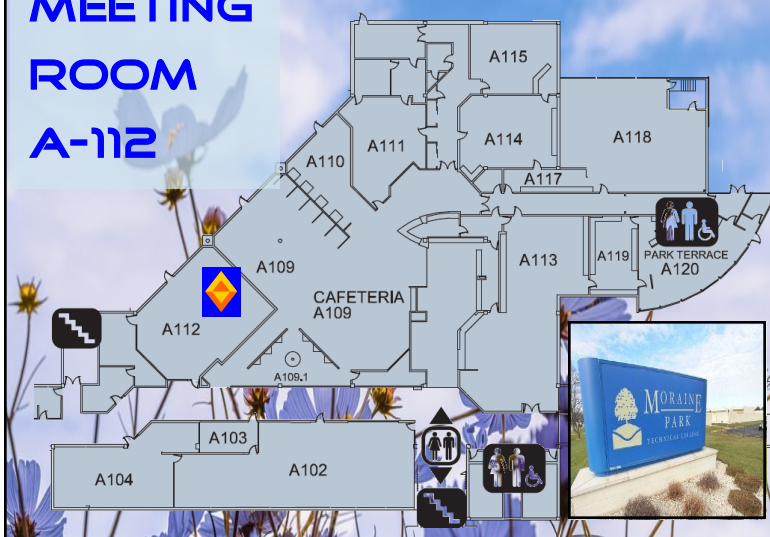 MEETING
ROOM
A-112
A115
A111
A114
A118
A110
A117
A109
A113
A119
PARK TERRACE
A120
CAFETERIA
A109
A112
A109.1
MORAINE
PARK
TECHNICAL COLLEGE
A103
A104
A102